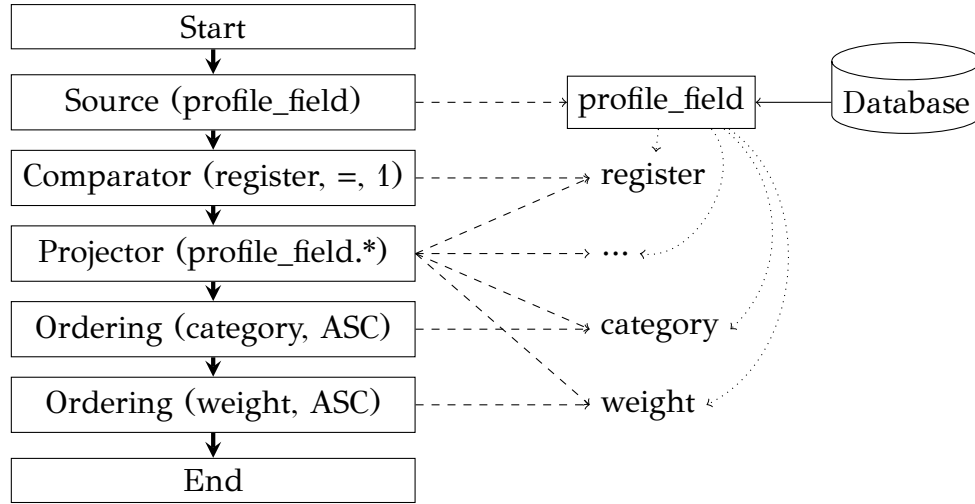 Start
Source (profile_field)
profile_field
Database
Comparator (register, =, 1)
register
Projector (profile_field.*)
...
Ordering (category, ASC)
category
Ordering (weight, ASC)
weight
End